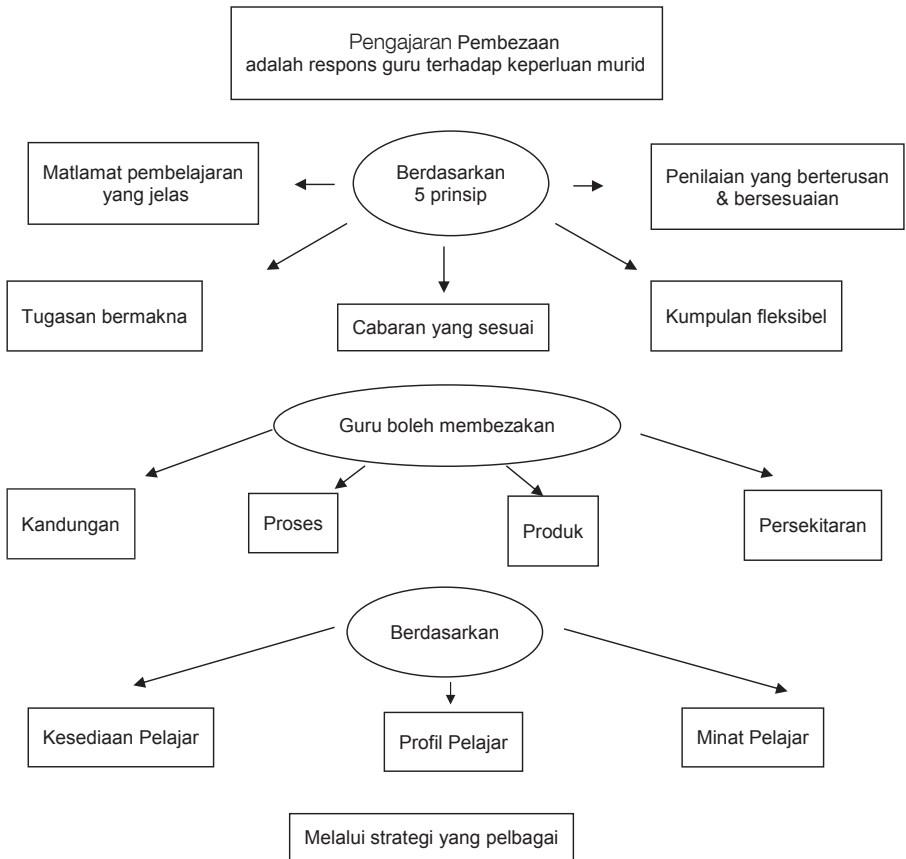 Pengajaran Pembezaan
adalah respons guru terhadap keperluan murid
Matlamat pembelajaran
yang jelas
Berdasarkan
5 prinsip
Penilaian yang berterusan
& bersesuaian
Tugasan bermakna
Cabaran yang sesuai
Kumpulan fleksibel
Guru boleh membezakan
Kandungan
Proses
Produk
Persekitaran
Berdasarkan
Kesediaan Pelajar
Profil Pelajar
Minat Pelajar
Melalui strategi yang pelbagai